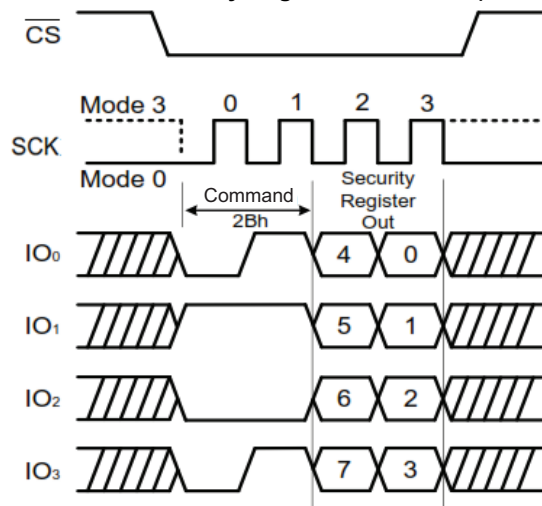 CS
Mode 3 0 1 2 3
SCK
Mode 0
Command
2Bh
Security
Register
Out
IO₀ 4 0
IO₁ 5 1
IO₂ 6 2
IO₃ 7 3